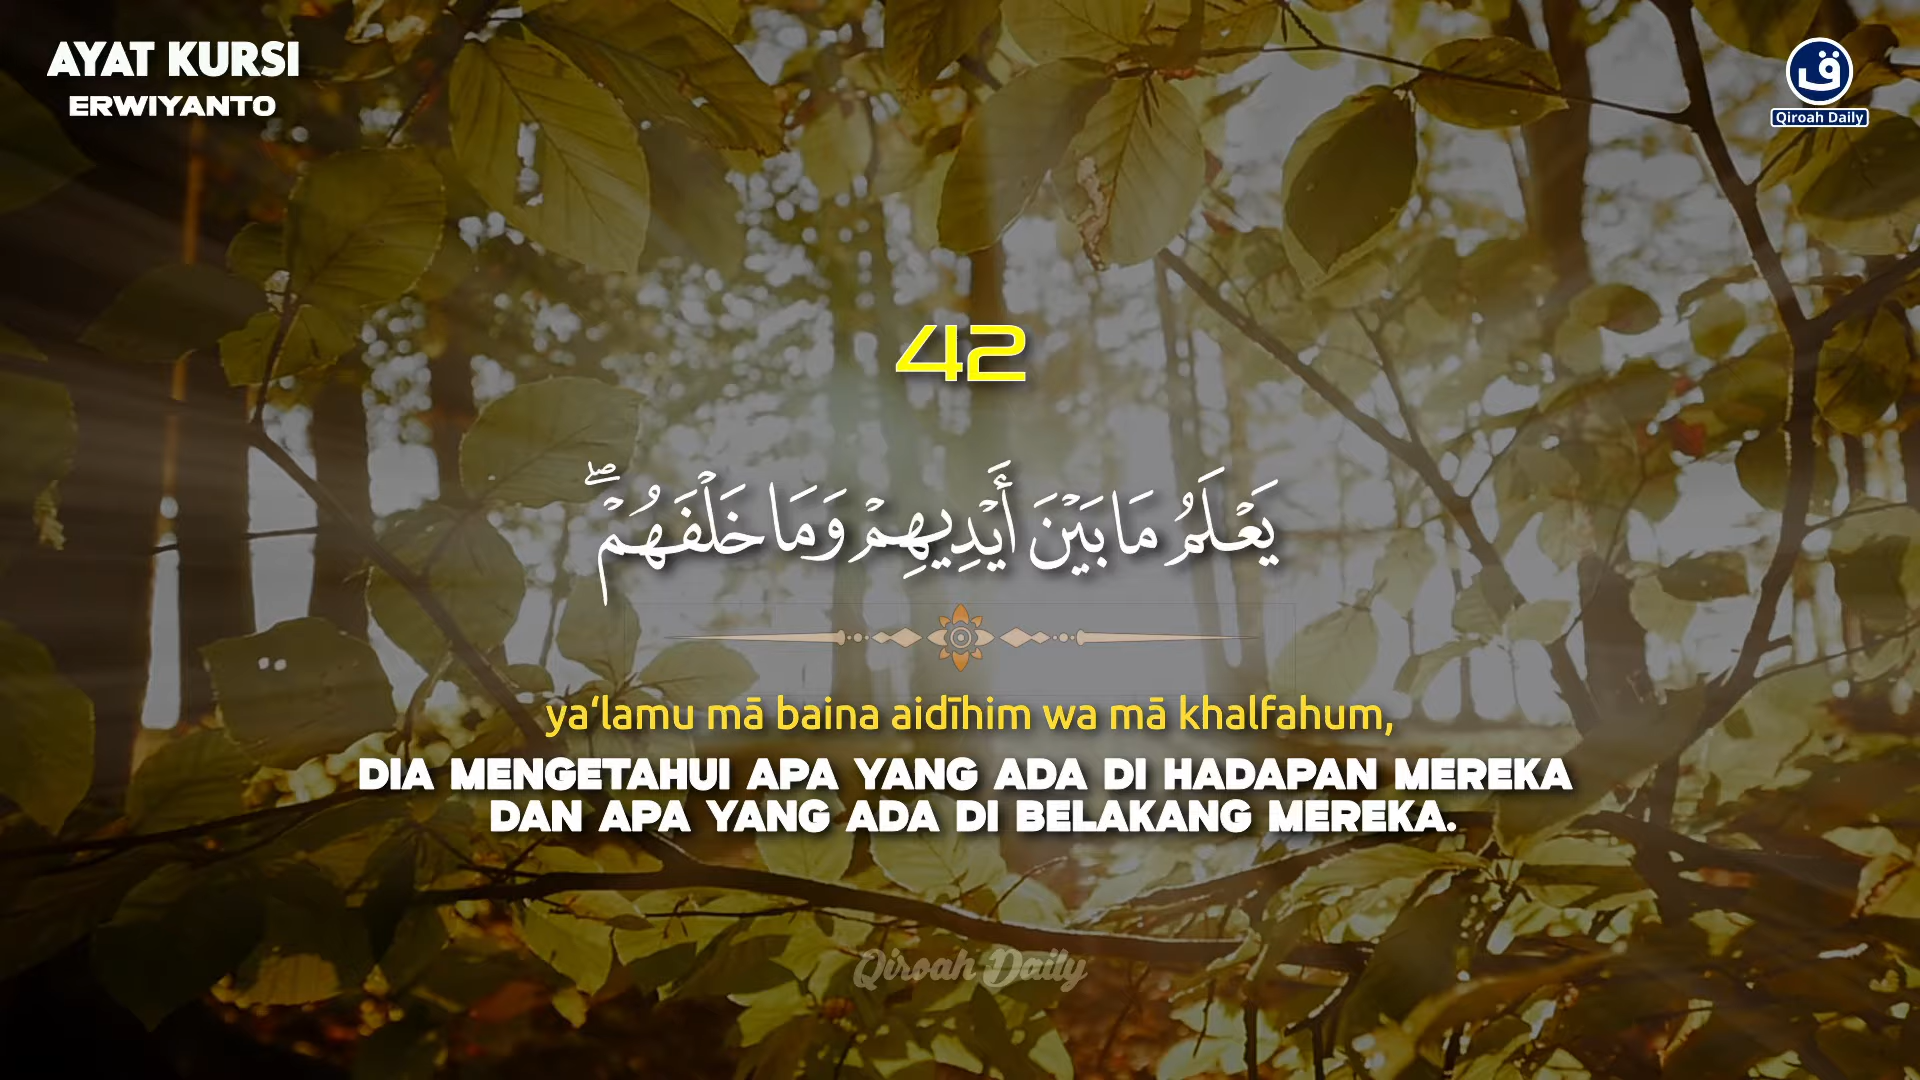 AYAT KURSI
ERWIYANTO
ق
Qiroah Daily
42
يَعْلَمُ مَا بَيْنَ أَيْدِيهِمْ وَمَا خَلْفَهُمْ ۖ
ya‘lamu mā baina aidīhim wa mā khalfahum,
DIA MENGETAHUI APA YANG ADA DI HADAPAN MEREKA
DAN APA YANG ADA DI BELAKANG MEREKA.
Qiroah Daily